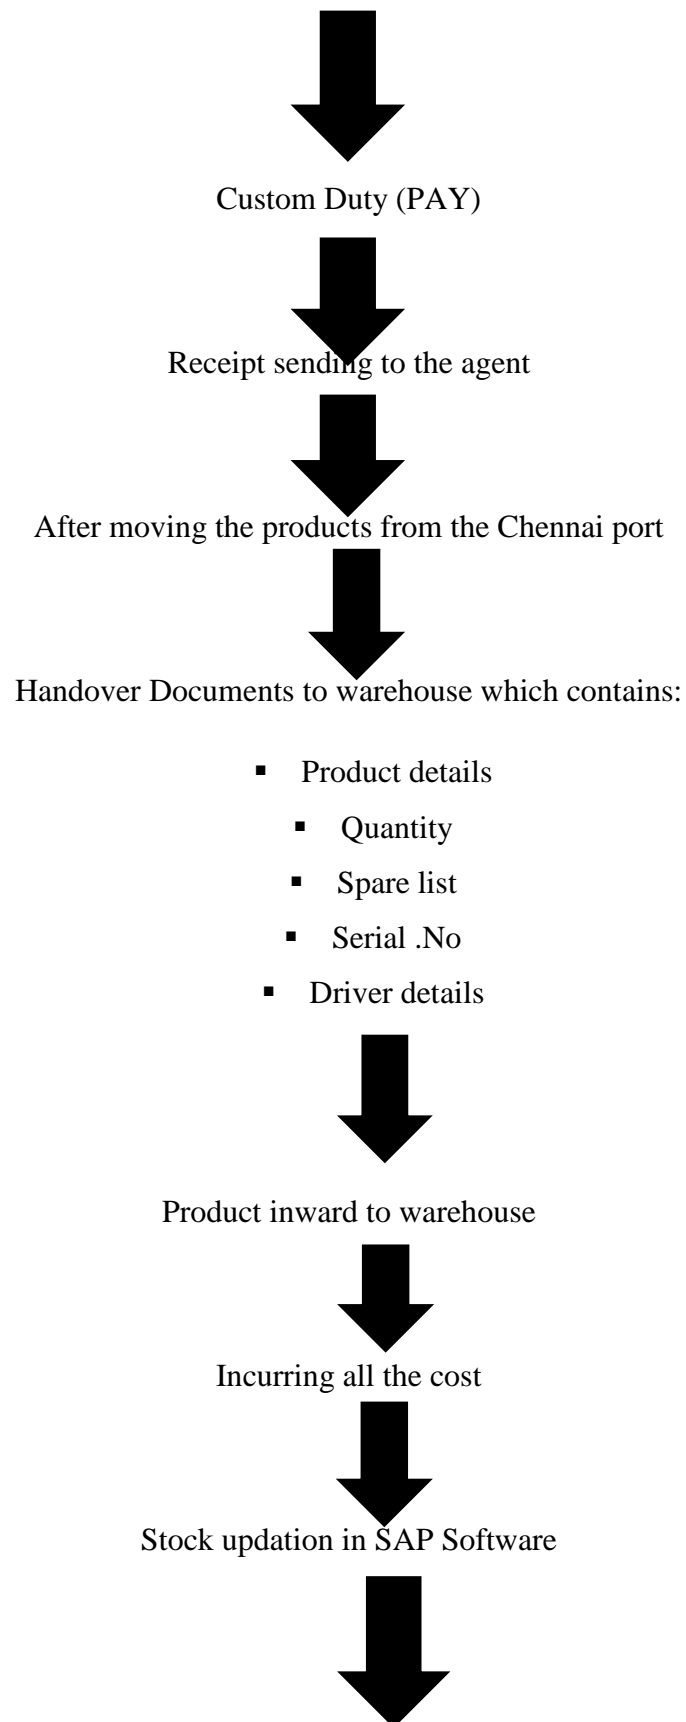 Custom Duty (PAY)
Receipt sending to the agent
After moving the products from the Chennai port
Handover Documents to warehouse which contains:
▪ Product details
▪ Quantity
▪ Spare list
▪ Serial .No
▪ Driver details
Product inward to warehouse
Incurring all the cost
Stock updation in SAP Software